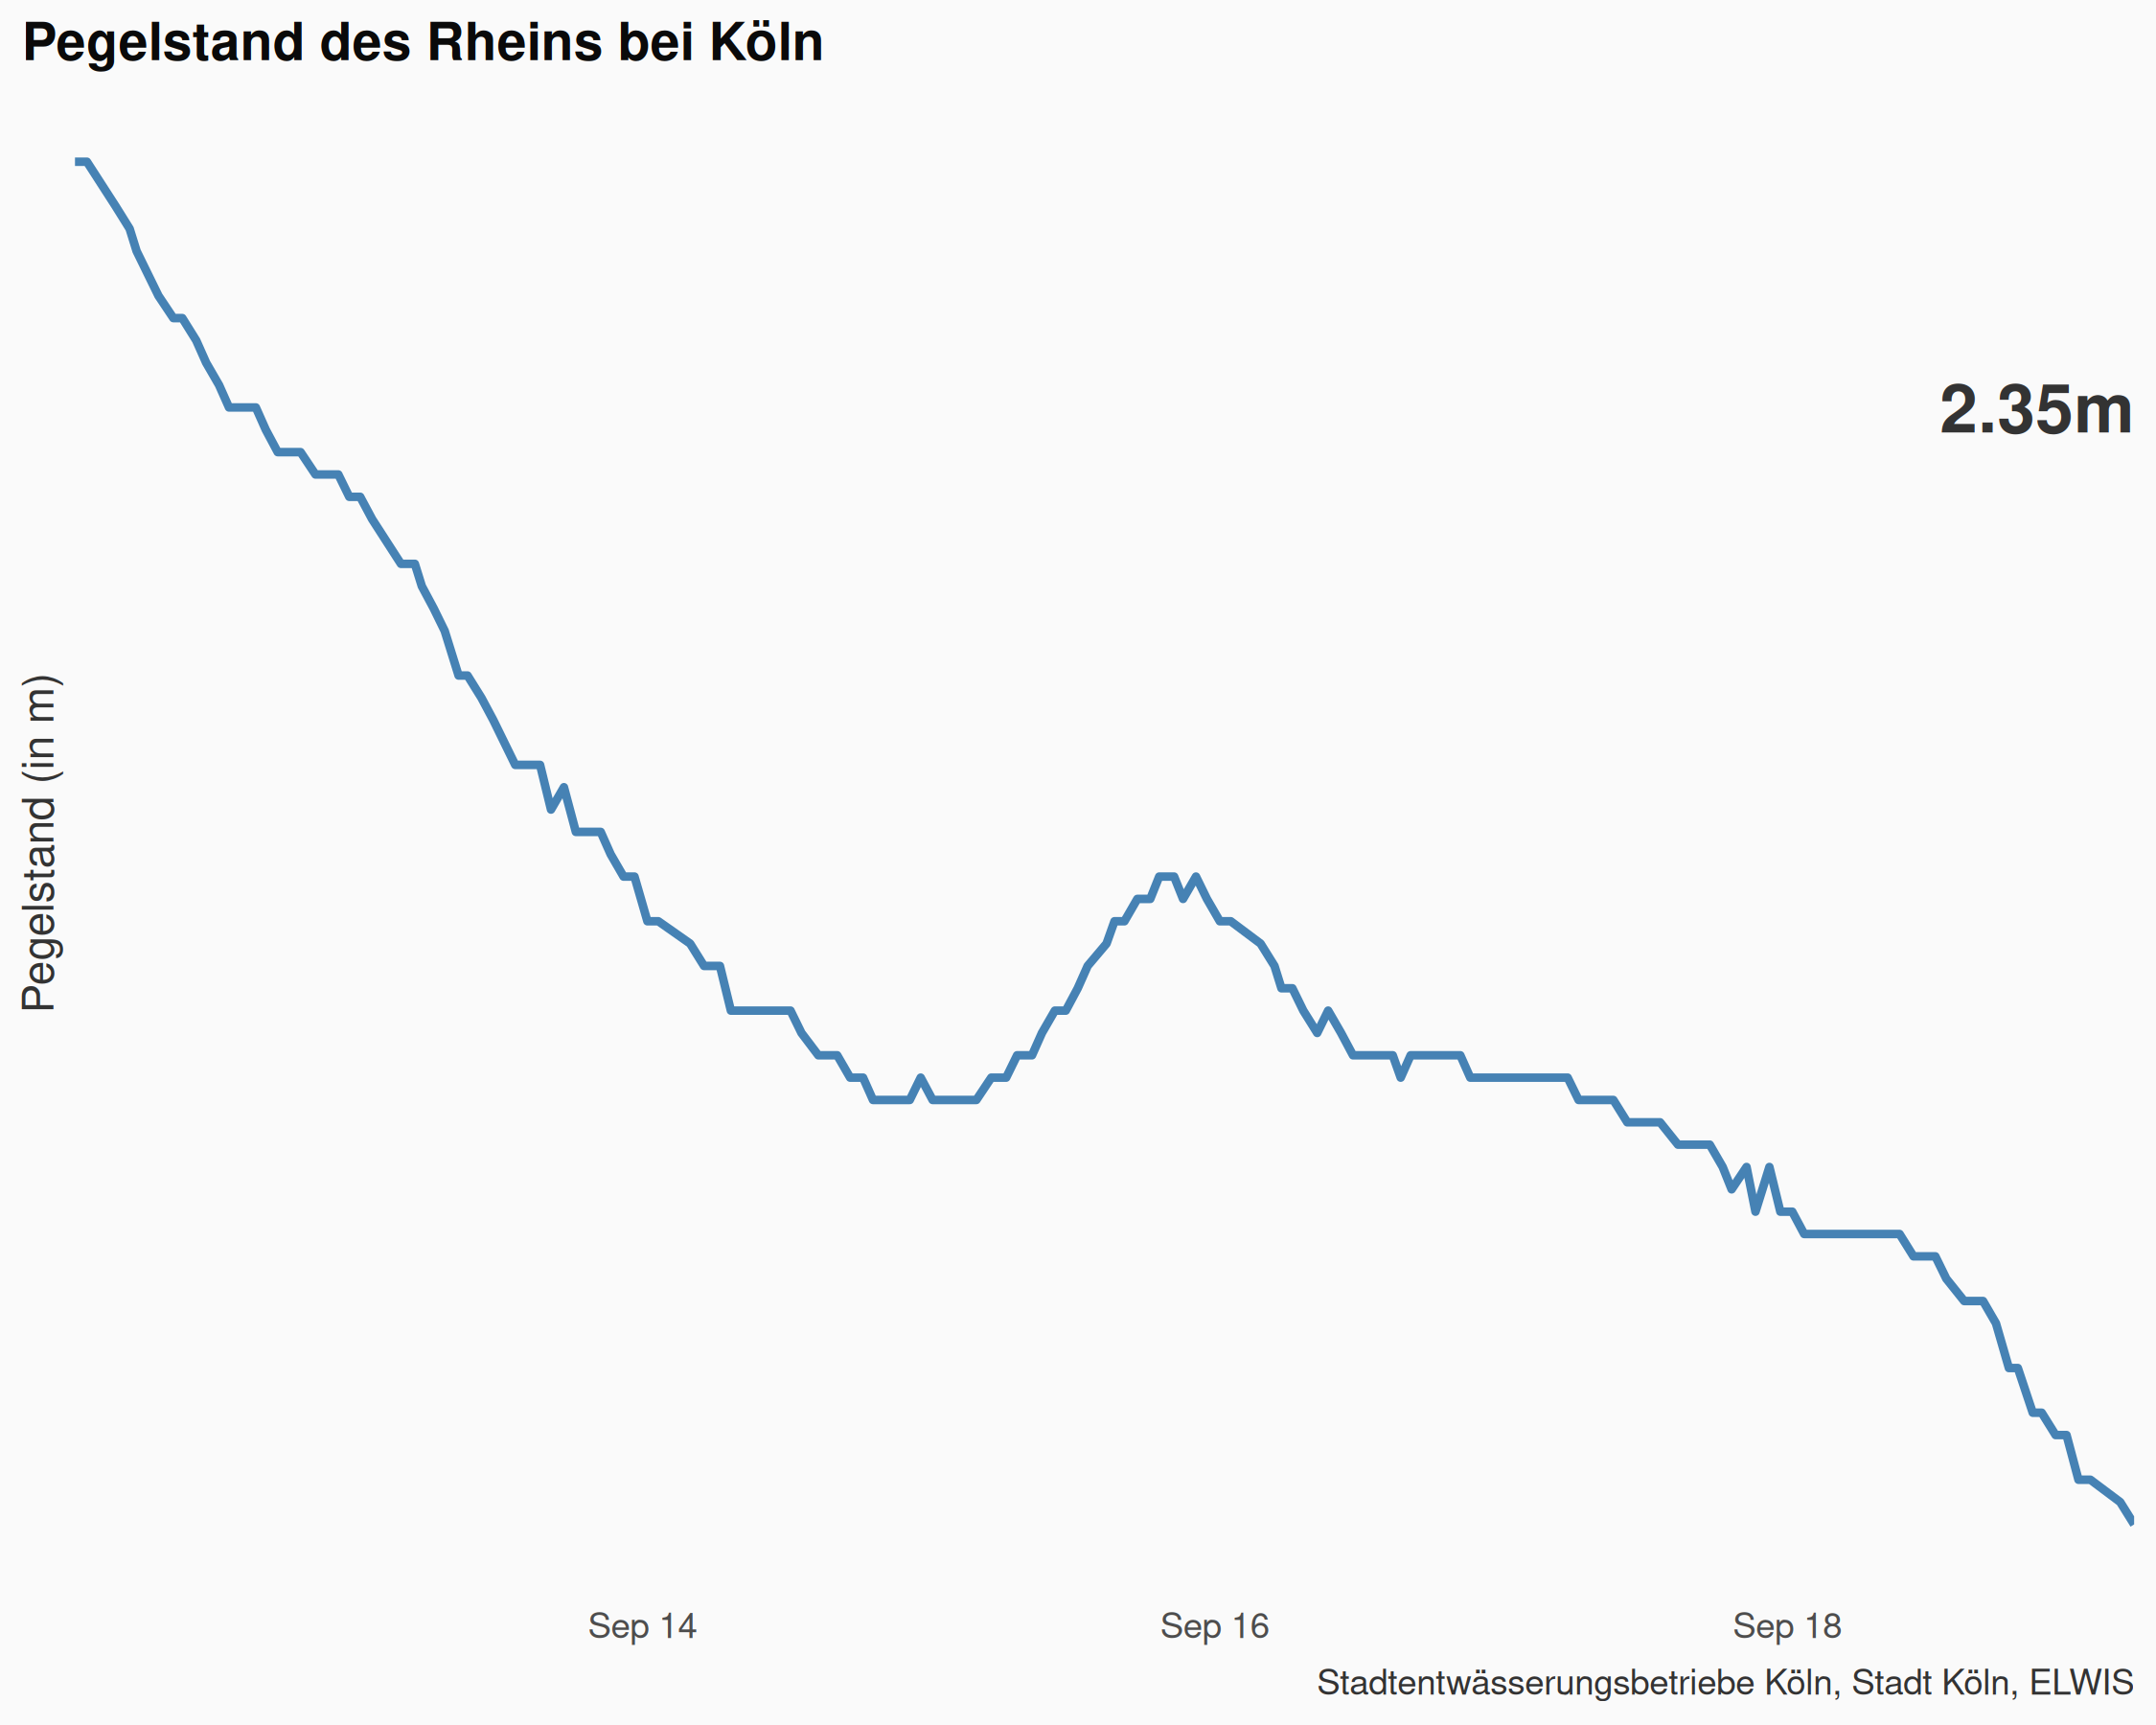 Pegelstand des Rheins bei Köln
2.35m
Pegelstand (in m)
Sep 14
Sep 16
Sep 18
Stadtentwässerungsbetriebe Köln, Stadt Köln, ELWIS